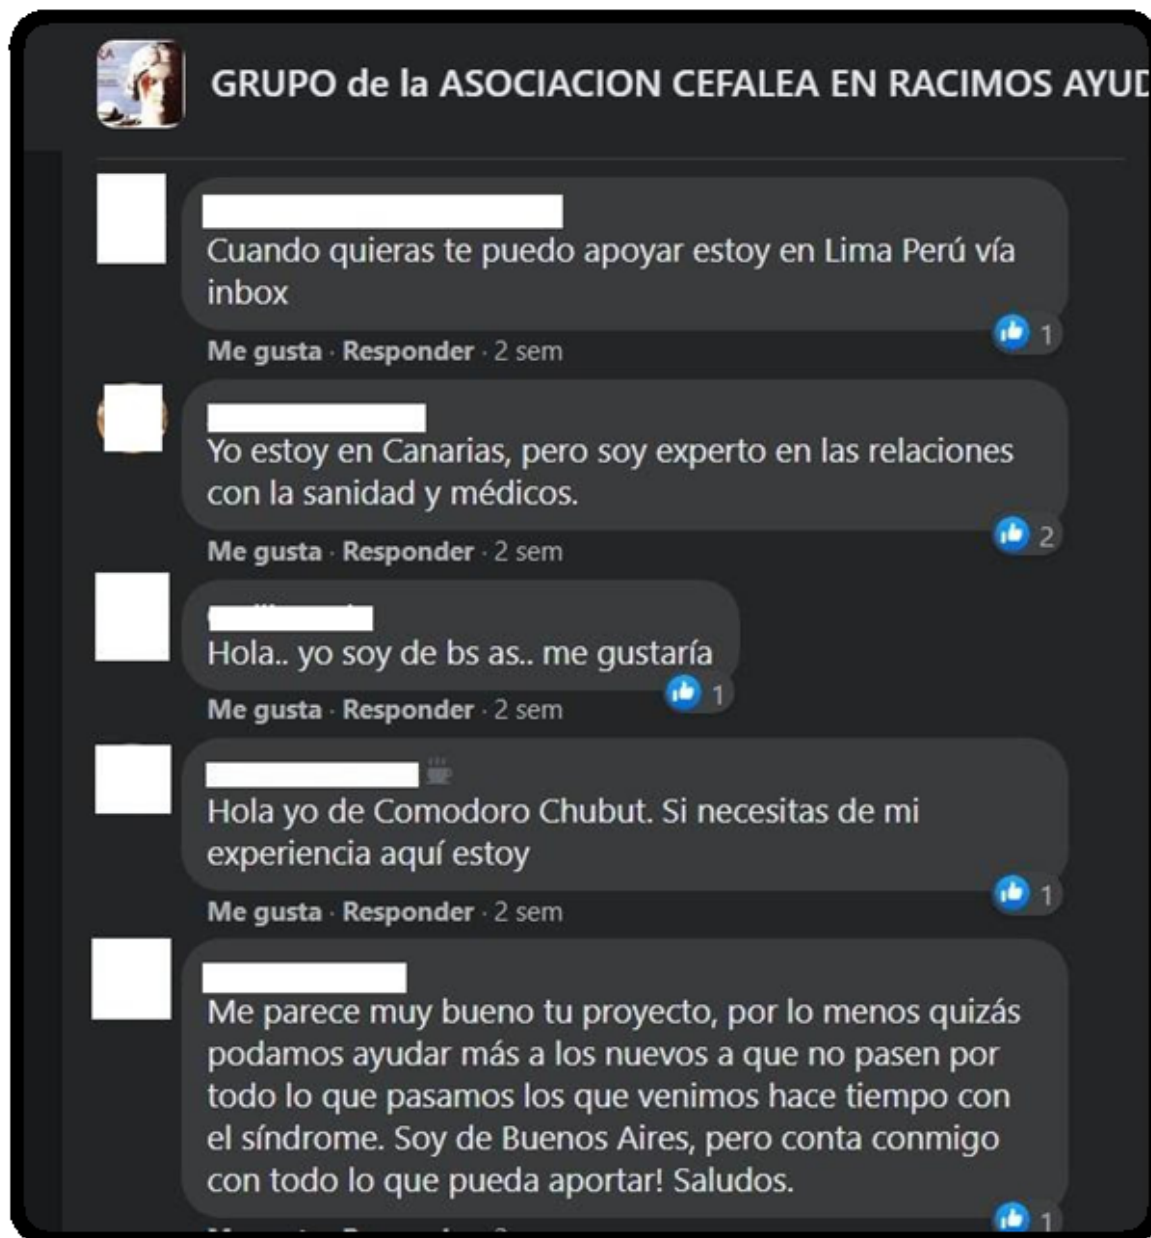 GRUPO de la ASOCIACION CEFALEA EN RACIMOS AYUD
Cuando quieras te puedo apoyar estoy en Lima Perú vía
inbox
1
Me gusta · Responder · 2 sem
Yo estoy en Canarias, pero soy experto en las relaciones
con la sanidad y médicos.
2
Me gusta · Responder · 2 sem
Hola.. yo soy de bs as.. me gustaría
1
Me gusta · Responder · 2 sem
Hola yo de Comodoro Chubut. Si necesitas de mi
experiencia aquí estoy
1
Me gusta · Responder · 2 sem
Me parece muy bueno tu proyecto, por lo menos quizás
podamos ayudar más a los nuevos a que no pasen por
todo lo que pasamos los que venimos hace tiempo con
el síndrome. Soy de Buenos Aires, pero conta conmigo
con todo lo que pueda aportar! Saludos.
1